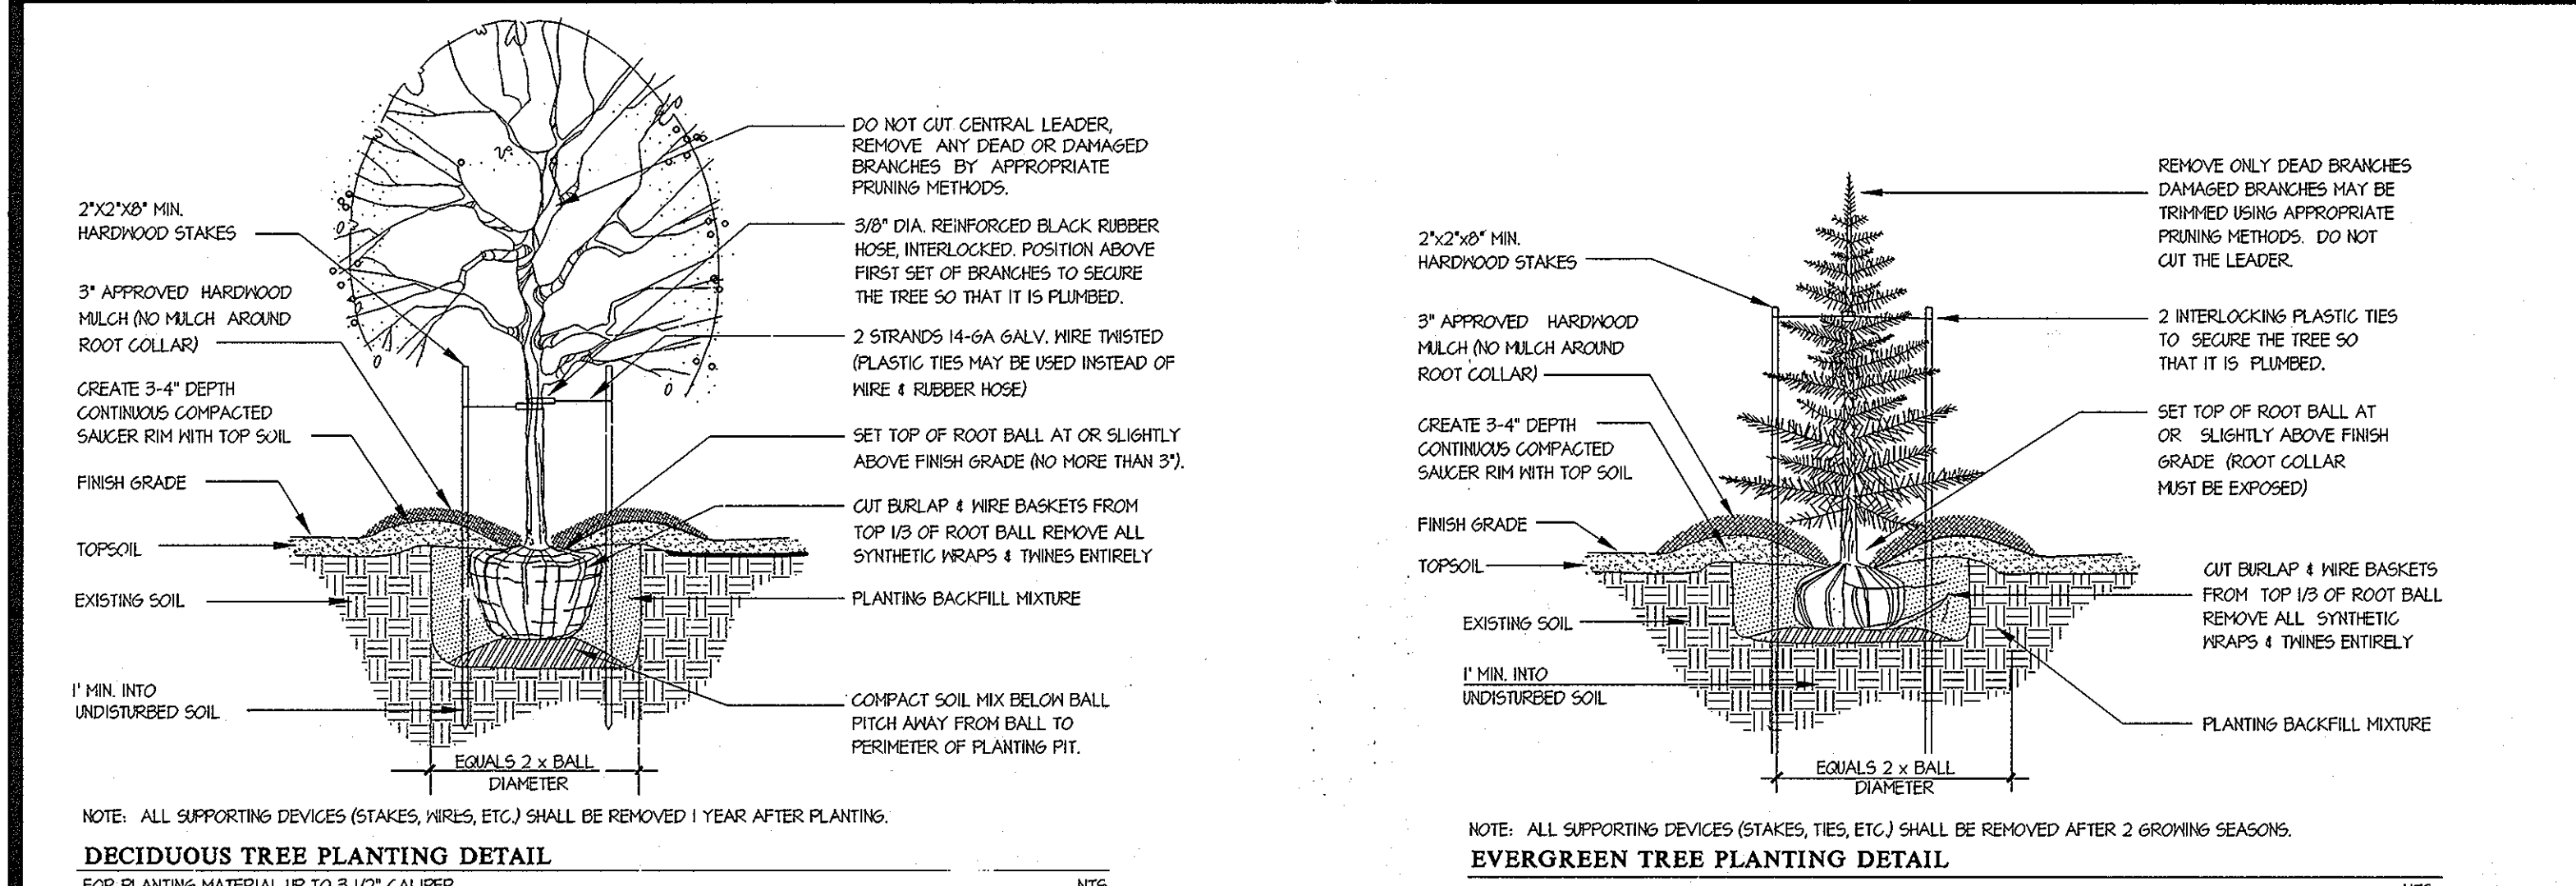 DO NOT CUT CENTRAL LEADER,
REMOVE ANY DEAD OR DAMAGED
BRANCHES BY APPROPRIATE
PRUNING METHODS.
2"X2"X8" MIN.
HARDWOOD STAKES
3/8" DIA. REINFORCED BLACK RUBBER
HOSE, INTERLOCKED. POSITION ABOVE
FIRST SET OF BRANCHES TO SECURE
THE TREE SO THAT IT IS PLUMBED.
3" APPROVED HARDWOOD
MULCH (NO MULCH AROUND
ROOT COLLAR)
2 STRANDS 14-GA GALV. WIRE TWISTED
(PLASTIC TIES MAY BE USED INSTEAD OF
WIRE & RUBBER HOSE)
CREATE 3-4" DEPTH
CONTINUOUS COMPACTED
SAUCER RIM WITH TOP SOIL
SET TOP OF ROOT BALL AT OR SLIGHTLY
ABOVE FINISH GRADE (NO MORE THAN 3").
FINISH GRADE
CUT BURLAP & WIRE BASKETS FROM
TOP 1/3 OF ROOT BALL REMOVE ALL
SYNTHETIC WRAPS & TWINES ENTIRELY
TOPSOIL
EXISTING SOIL
PLANTING BACKFILL MIXTURE
1' MIN. INTO
UNDISTURBED SOIL
COMPACT SOIL MIX BELOW BALL
PITCH AWAY FROM BALL TO
PERIMETER OF PLANTING PIT.
EQUALS 2 x BALL
DIAMETER
NOTE: ALL SUPPORTING DEVICES (STAKES, WIRES, ETC.) SHALL BE REMOVED 1 YEAR AFTER PLANTING.
DECIDUOUS TREE PLANTING DETAIL
FOR PLANTING MATERIAL UP TO 3 1/2" CALIPER
NTS
REMOVE ONLY DEAD BRANCHES
DAMAGED BRANCHES MAY BE
TRIMMED USING APPROPRIATE
PRUNING METHODS. DO NOT
CUT THE LEADER.
2"x2"x8" MIN.
HARDWOOD STAKES
2 INTERLOCKING PLASTIC TIES
TO SECURE THE TREE SO
THAT IT IS PLUMBED.
3" APPROVED HARDWOOD
MULCH (NO MULCH AROUND
ROOT COLLAR)
SET TOP OF ROOT BALL AT
OR SLIGHTLY ABOVE FINISH
GRADE (ROOT COLLAR
MUST BE EXPOSED)
CREATE 3-4" DEPTH
CONTINUOUS COMPACTED
SAUCER RIM WITH TOP SOIL
FINISH GRADE
TOPSOIL
CUT BURLAP & WIRE BASKETS
FROM TOP 1/3 OF ROOT BALL
REMOVE ALL SYNTHETIC
WRAPS & TWINES ENTIRELY
EXISTING SOIL
1' MIN. INTO
UNDISTURBED SOIL
PLANTING BACKFILL MIXTURE
EQUALS 2 x BALL
DIAMETER
NOTE: ALL SUPPORTING DEVICES (STAKES, TIES, ETC.) SHALL BE REMOVED AFTER 2 GROWING SEASONS.
EVERGREEN TREE PLANTING DETAIL
NTS